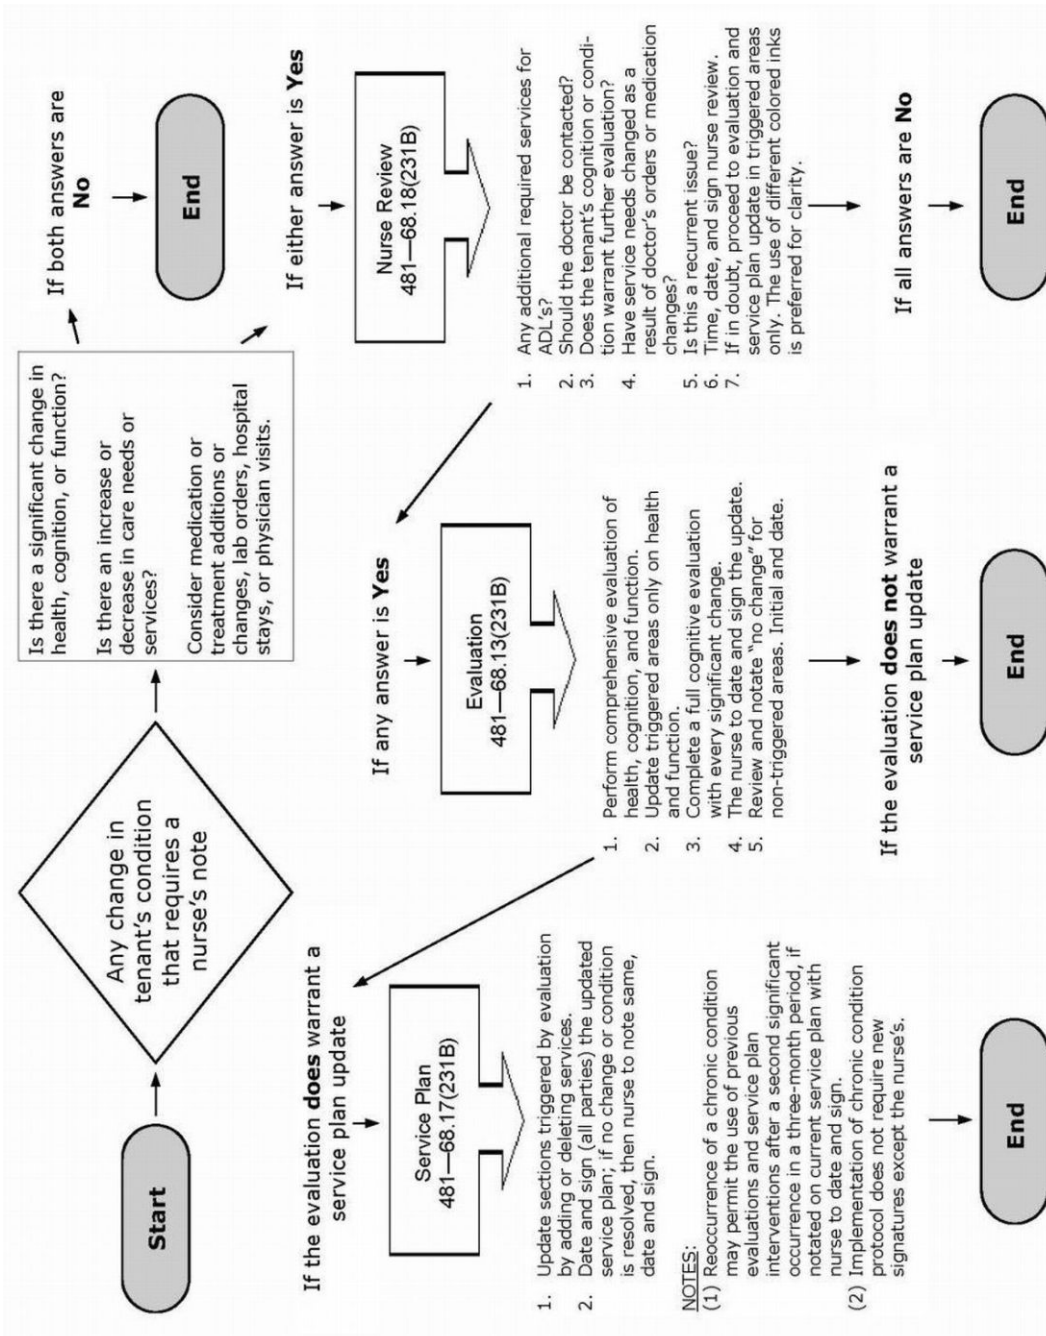 Start
Any change in
tenant's condition
that requires a
nurse's note
Is there a significant change in
health, cognition, or function?
Is there an increase or
decrease in care needs or
services?
Consider medication or
treatment additions or
changes, lab orders, hospital
stays, or physician visits.
If both answers are
No
End
If either answer is Yes
Nurse Review
481—68.18(231B)
1. Any additional required services for
ADL's?
2. Should the doctor be contacted?
3. Does the tenant's cognition or condi-
tion warrant further evaluation?
4. Have service needs changed as a
result of doctor's orders or medication
changes?
5. Is this a recurrent issue?
6. Time, date, and sign nurse review.
7. If in doubt, proceed to evaluation and
service plan update in triggered areas
only. The use of different colored inks
is preferred for clarity.
If all answers are No
End
If any answer is Yes
Evaluation
481—68.13(231B)
1. Perform comprehensive evaluation of
health, cognition, and function.
2. Update triggered areas only on health
and function.
3. Complete a full cognitive evaluation
with every significant change.
4. The nurse to date and sign the update.
5. Review and notate "no change" for
non-triggered areas. Initial and date.
If the evaluation does not warrant a
service plan update
End
If the evaluation does warrant a
service plan update
Service Plan
481—68.17(231B)
1. Update sections triggered by evaluation
by adding or deleting services.
2. Date and sign (all parties) the updated
service plan; if no change or condition
is resolved, then nurse to note same,
date and sign.
NOTES:
(1) Reoccurrence of a chronic condition
may permit the use of previous
evaluations and service plan
interventions after a second significant
occurrence in a three-month period, if
notated on current service plan with
nurse to date and sign.
(2) Implementation of chronic condition
protocol does not require new
signatures except the nurse's.
End